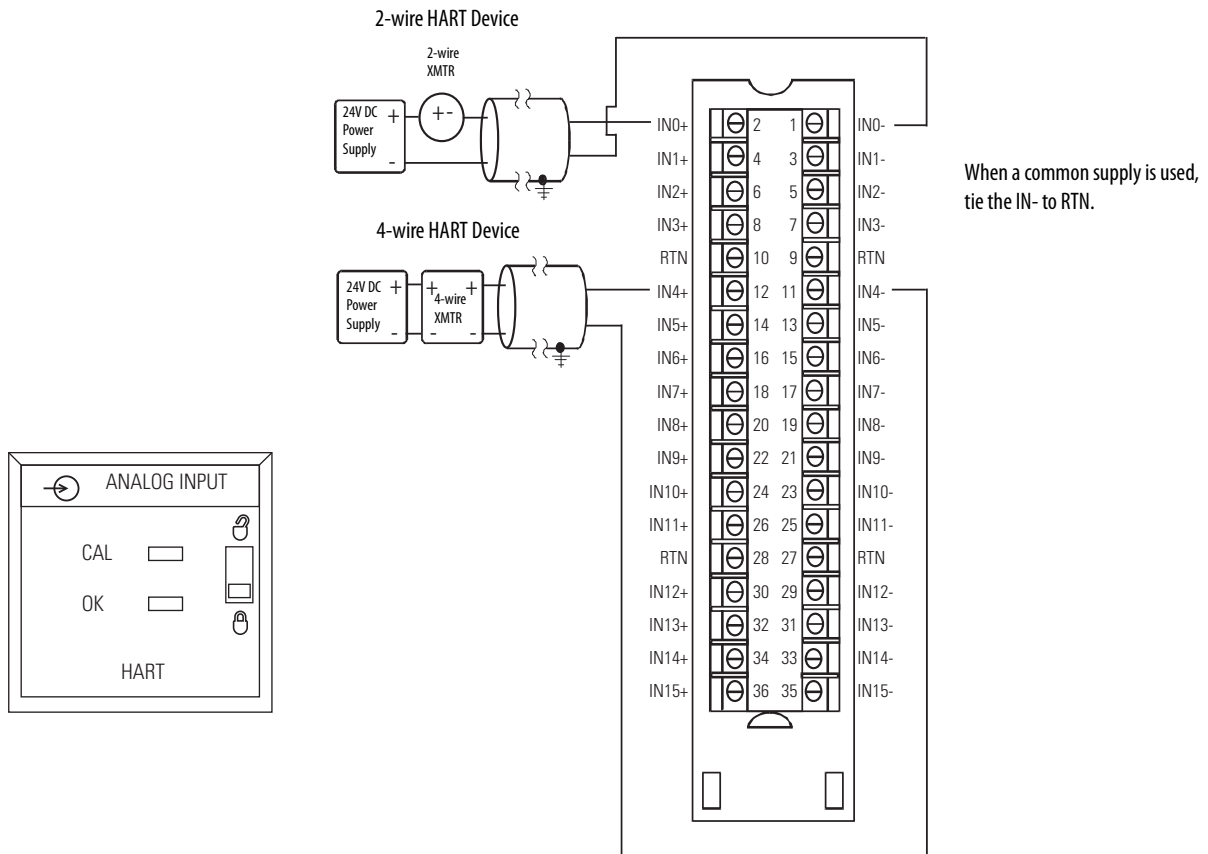 2-wire HART Device
2-wire
XMTR
24V DC
Power
Supply
+
-
+ -
4-wire HART Device
24V DC
Power
Supply
+
-
+ +
4-wire
XMTR
- -
IN0+ 2 1 IN0-
IN1+ 4 3 IN1-
IN2+ 6 5 IN2-
IN3+ 8 7 IN3-
RTN 10 9 RTN
IN4+ 12 11 IN4-
IN5+ 14 13 IN5-
IN6+ 16 15 IN6-
IN7+ 18 17 IN7-
IN8+ 20 19 IN8-
IN9+ 22 21 IN9-
IN10+ 24 23 IN10-
IN11+ 26 25 IN11-
RTN 28 27 RTN
IN12+ 30 29 IN12-
IN13+ 32 31 IN13-
IN14+ 34 33 IN14-
IN15+ 36 35 IN15-
When a common supply is used,
tie the IN- to RTN.
ANALOG INPUT
CAL
OK
HART